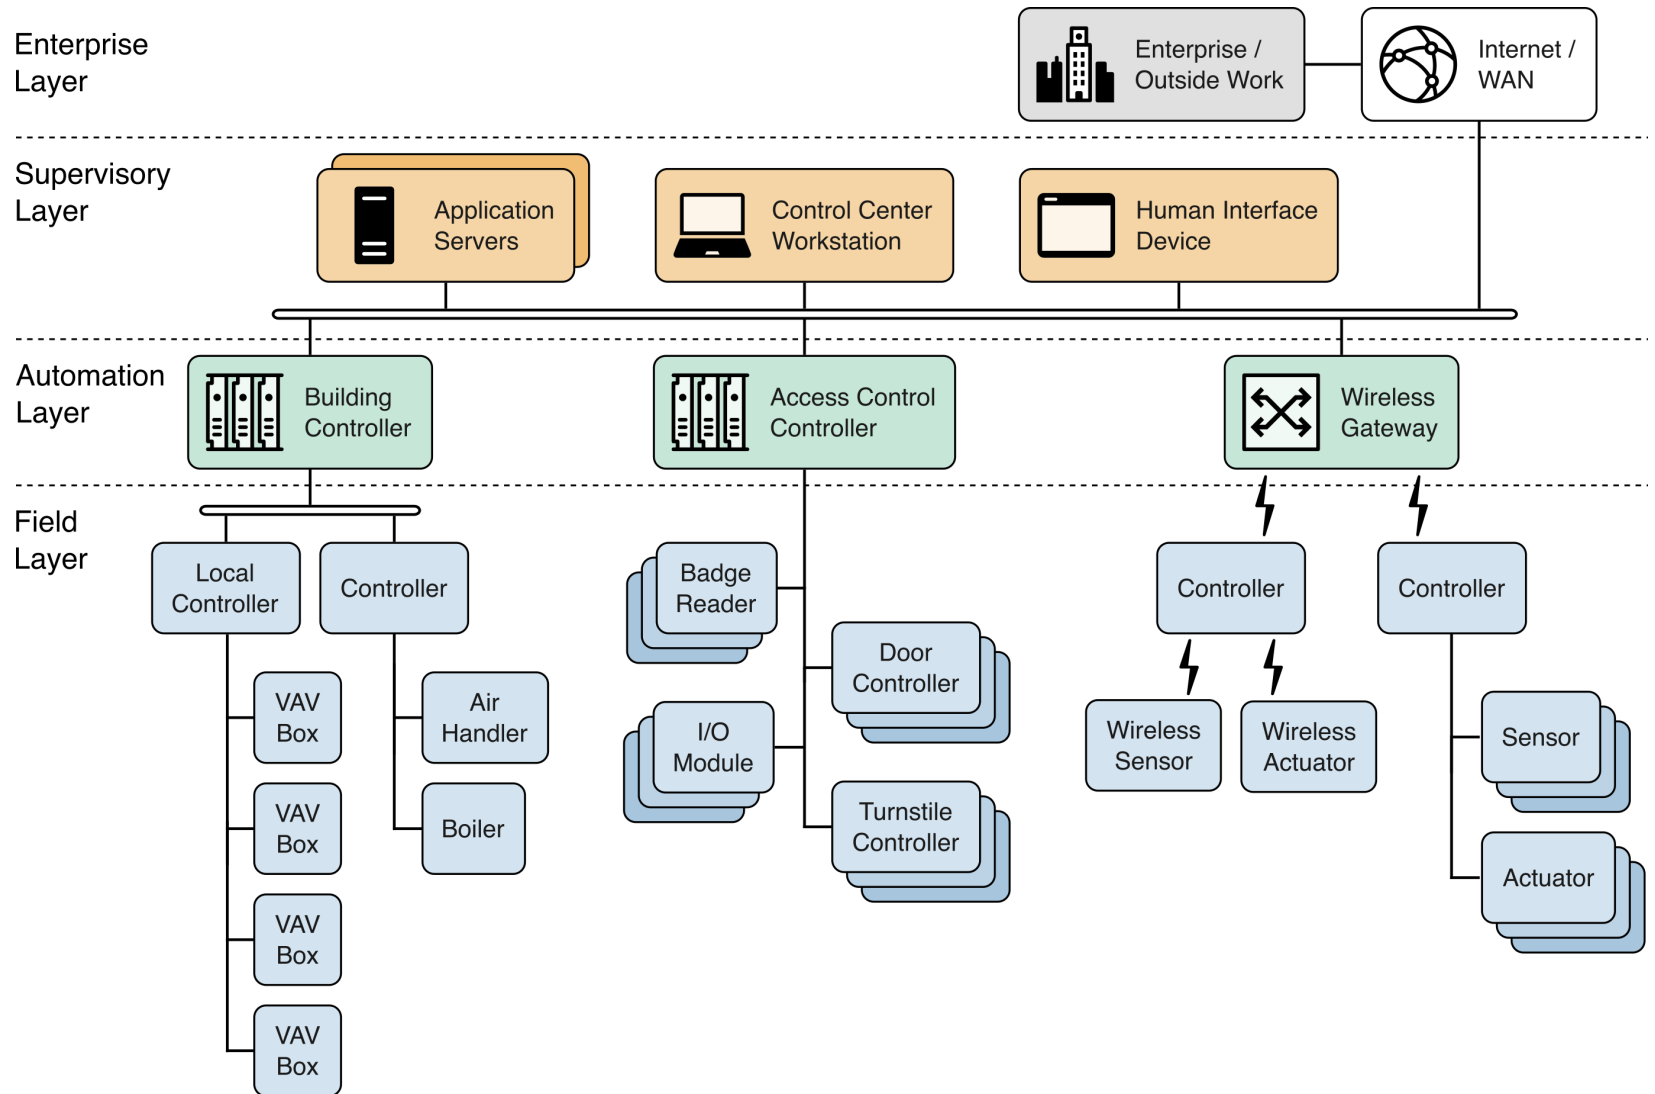 Enterprise
Layer
Enterprise /
Outside Work
Internet /
WAN
Supervisory
Layer
Application
Servers
Control Center
Workstation
Human Interface
Device
Automation
Layer
Building
Controller
Access Control
Controller
Wireless
Gateway
Field
Layer
Local
Controller
Controller
Badge
Reader
Controller
Controller
VAV
Box
Air
Handler
Door
Controller
I/O
Module
Wireless
Sensor
Wireless
Actuator
Sensor
VAV
Box
Boiler
Turnstile
Controller
Actuator
VAV
Box
VAV
Box